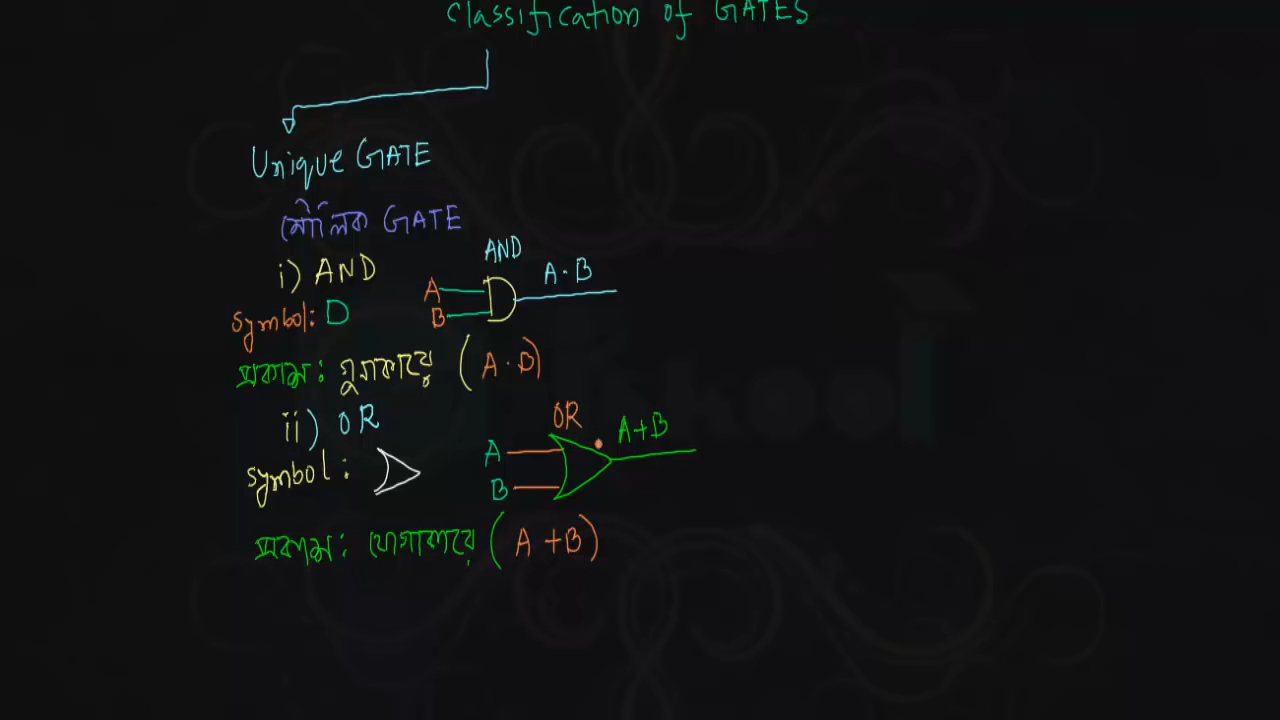 Classification of GATES
Unique GATE
মৌলিক GATE
i) AND
AND
A
B
A·B
symbol: D
প্রকাশ: গুণাকারে (A·B)
ii) OR
OR
A
B
A+B
symbol:
প্রকাশ: যোগাকারে (A+B)